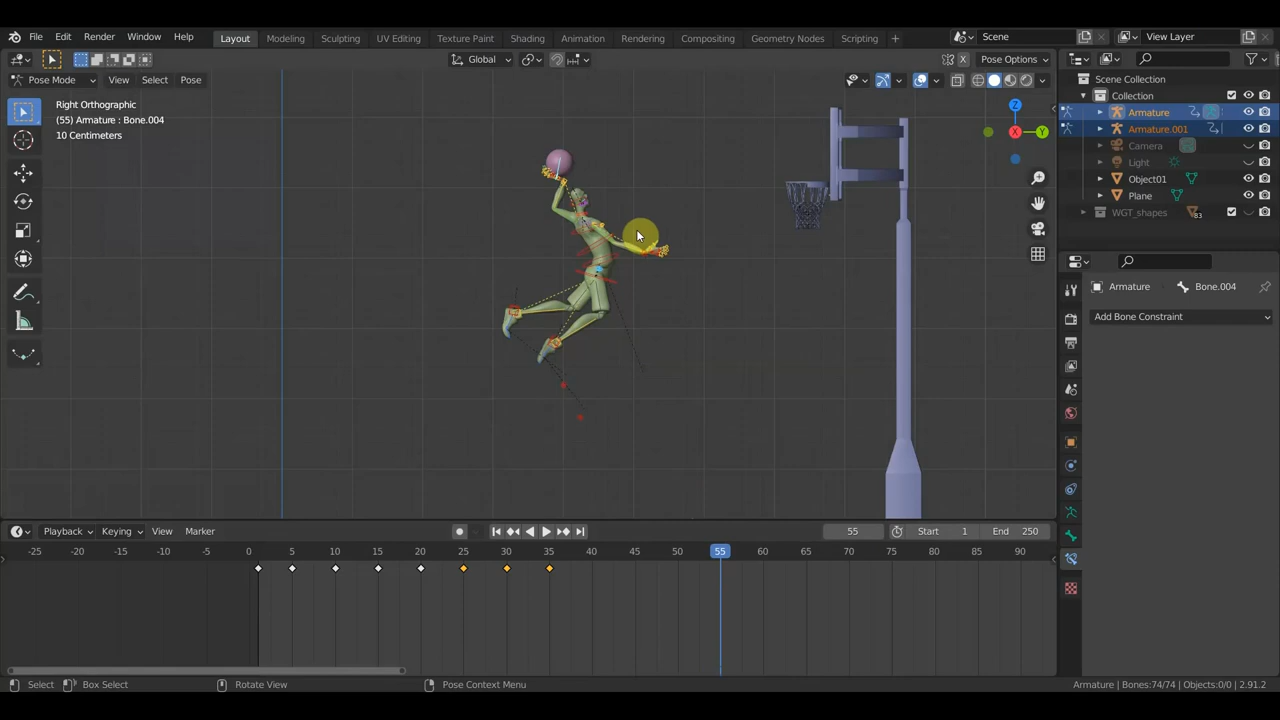 File Edit Render Window Help Layout Modeling Sculpting UV Editing Texture Paint Shading Animation Rendering Compositing Geometry Nodes Scripting + Scene View Layer
Global Pose Options
Pose Mode View Select Pose
Scene Collection
Collection
Armature
Armature.001
Camera
Light
Object01
Plane
WGT_shapes 83
Right Orthographic
(55) Armature : Bone.004
10 Centimeters
Z
X
Y
Armature Bone.004
Add Bone Constraint
Playback Keying View Marker 55 Start 1 End 250
-25 -20 -15 -10 -5 0 5 10 15 20 25 30 35 40 45 50 55 60 65 70 75 80 85 90
Select Box Select Rotate View Pose Context Menu Armature | Bones:74/74 | Objects:0/0 | 2.91.2